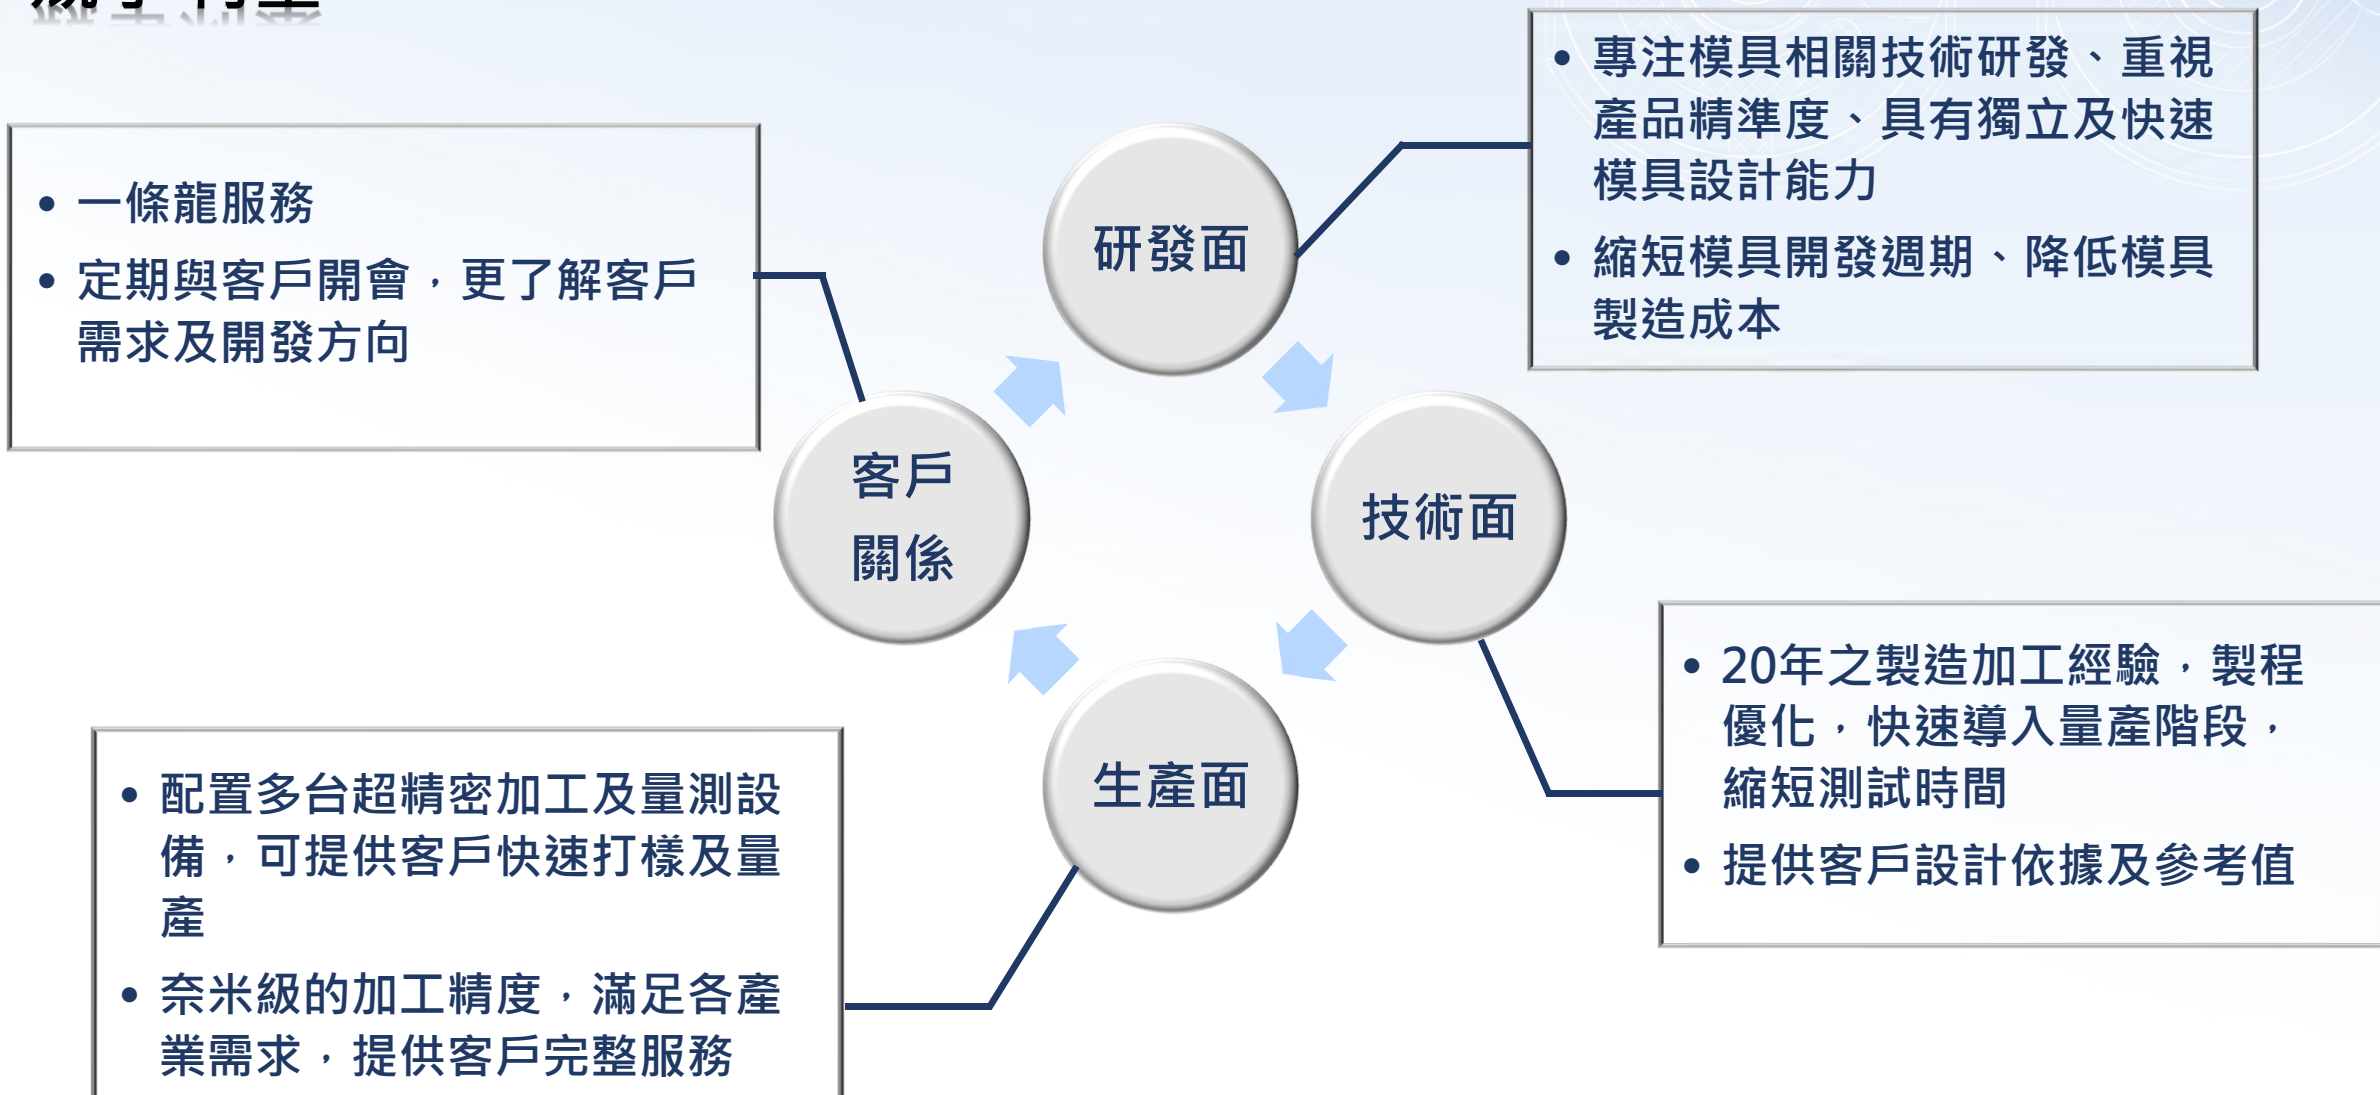 一條龍服務
定期與客戶開會，更了解客戶
需求及開發方向
研發面
專注模具相關技術研發、重視
產品精準度、具有獨立及快速
模具設計能力
縮短模具開發週期、降低模具
製造成本
客戶
關係
技術面
20年之製造加工經驗，製程
優化，快速導入量產階段，
縮短測試時間
提供客戶設計依據及參考值
生產面
配置多台超精密加工及量測設
備，可提供客戶快速打樣及量
產
奈米級的加工精度，滿足各產
業需求，提供客戶完整服務